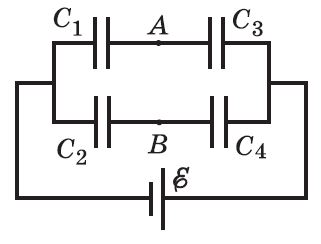 C₁ A C₃
C₂ B C₄
ℰ